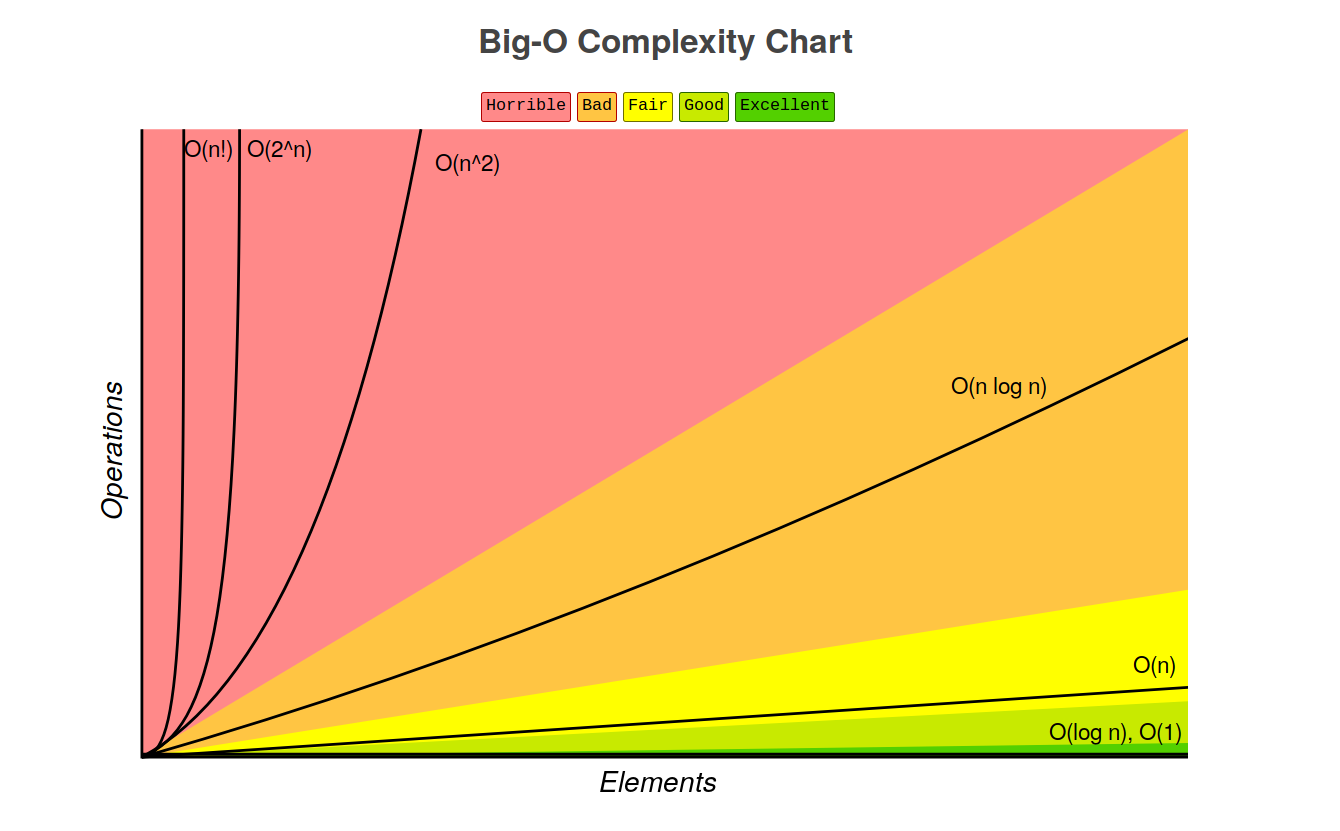 Big-O Complexity Chart
Horrible Bad Fair Good Excellent
O(n!) O(2^n)
O(n^2)
O(n log n)
Operations
O(n)
O(log n), O(1)
Elements